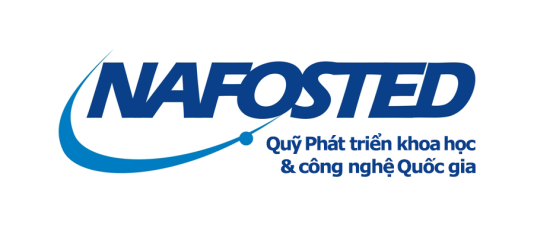 NAFOSTED
Quỹ Phát triển khoa học
& công nghệ Quốc gia